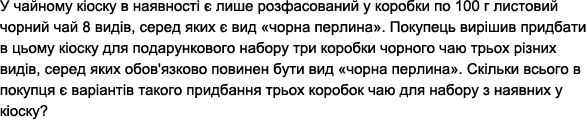 У чайному кіоску в наявності є лише розфасований у коробки по 100 г листовий
чорний чай 8 видів, серед яких є вид «чорна перлина». Покупець вирішив придбати
в цьому кіоску для подарункового набору три коробки чорного чаю трьох різних
видів, серед яких обов'язково повинен бути вид «чорна перлина». Скільки всього в
покупця є варіантів такого придбання трьох коробок чаю для набору з наявних у
кіоску?